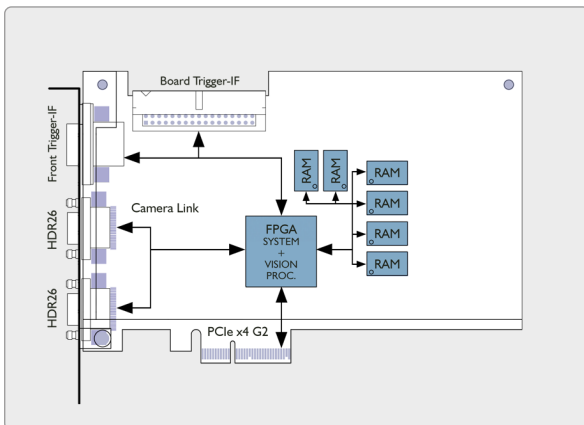 Board Trigger-IF
Front Trigger-IF
RAM
RAM
RAM
RAM
RAM
RAM
Camera Link
HDR26
FPGA
SYSTEM
+
VISION
PROC.
HDR26
PCIe x4 G2